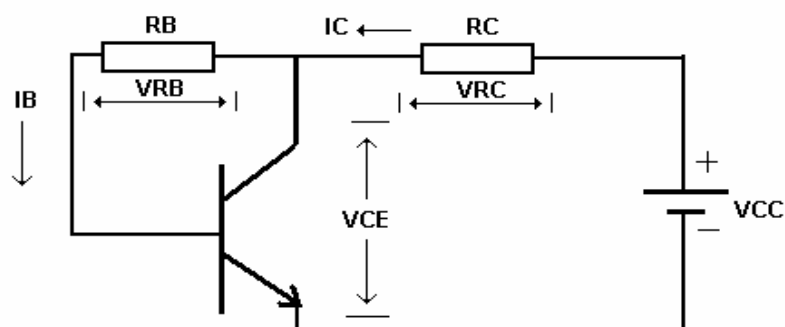 RB IC RC
IB VRB VRC
+
VCE VCC
−